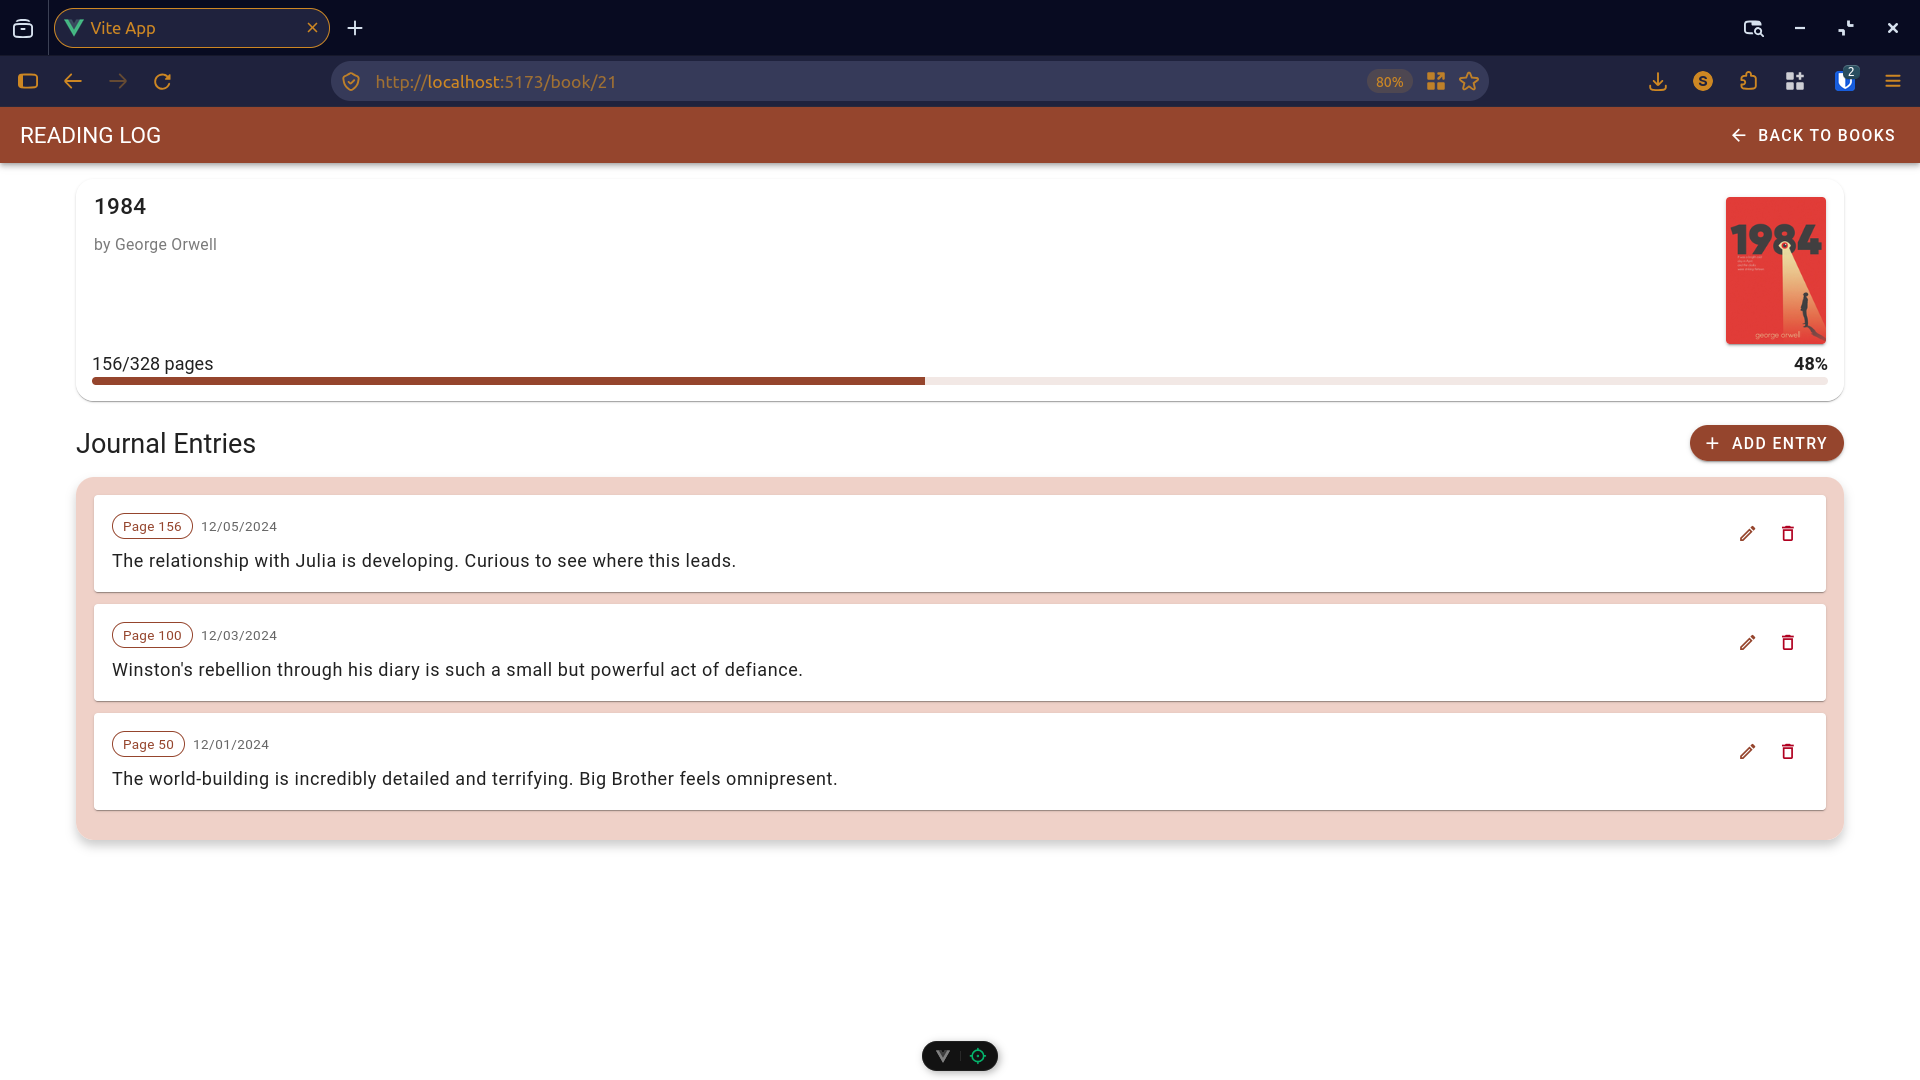 Vite App
http://localhost:5173/book/21
80%
S
2
READING LOG
BACK TO BOOKS
1984
by George Orwell
1984
george orwell
156/328 pages
48%
Journal Entries
ADD ENTRY
Page 156 12/05/2024
The relationship with Julia is developing. Curious to see where this leads.
Page 100 12/03/2024
Winston's rebellion through his diary is such a small but powerful act of defiance.
Page 50 12/01/2024
The world-building is incredibly detailed and terrifying. Big Brother feels omnipresent.